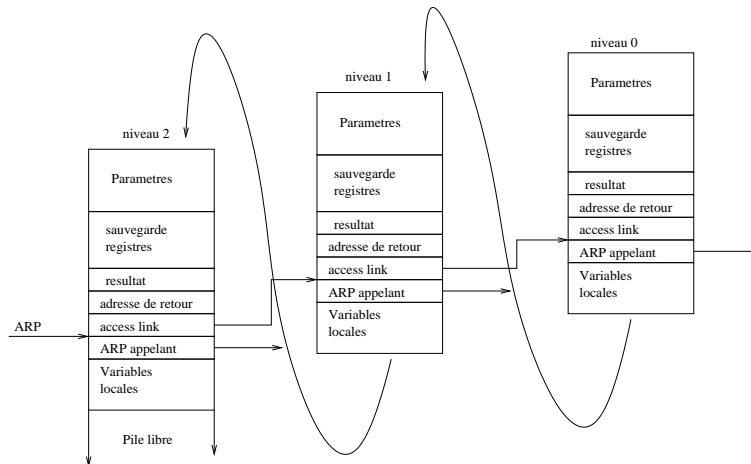 niveau 2
Parametres
sauvegarde
registres
resultat
adresse de retour
access link
ARP appelant
Variables
locales
Pile libre
ARP
niveau 1
Parametres
sauvegarde
registres
resultat
adresse de retour
access link
ARP appelant
Variables
locales
niveau 0
Parametres
sauvegarde
registres
resultat
adresse de retour
access link
ARP appelant
Variables
locales